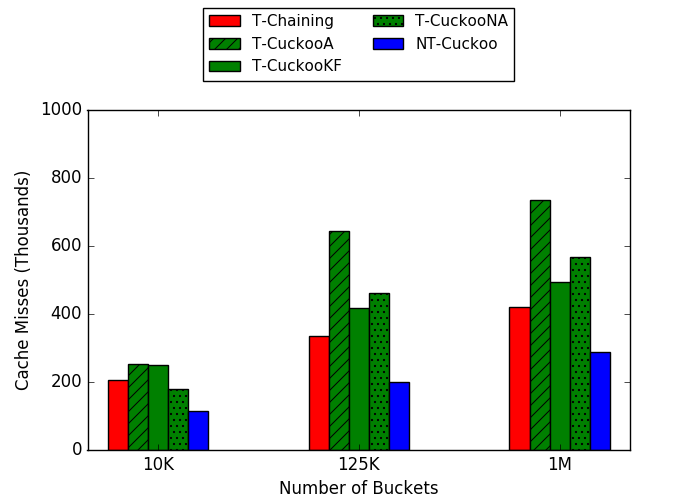 T-Chaining
T-CuckooA
T-CuckooKF
T-CuckooNA
NT-Cuckoo
1000
800
600
400
200
0
Cache Misses (Thousands)
10K
125K
1M
Number of Buckets